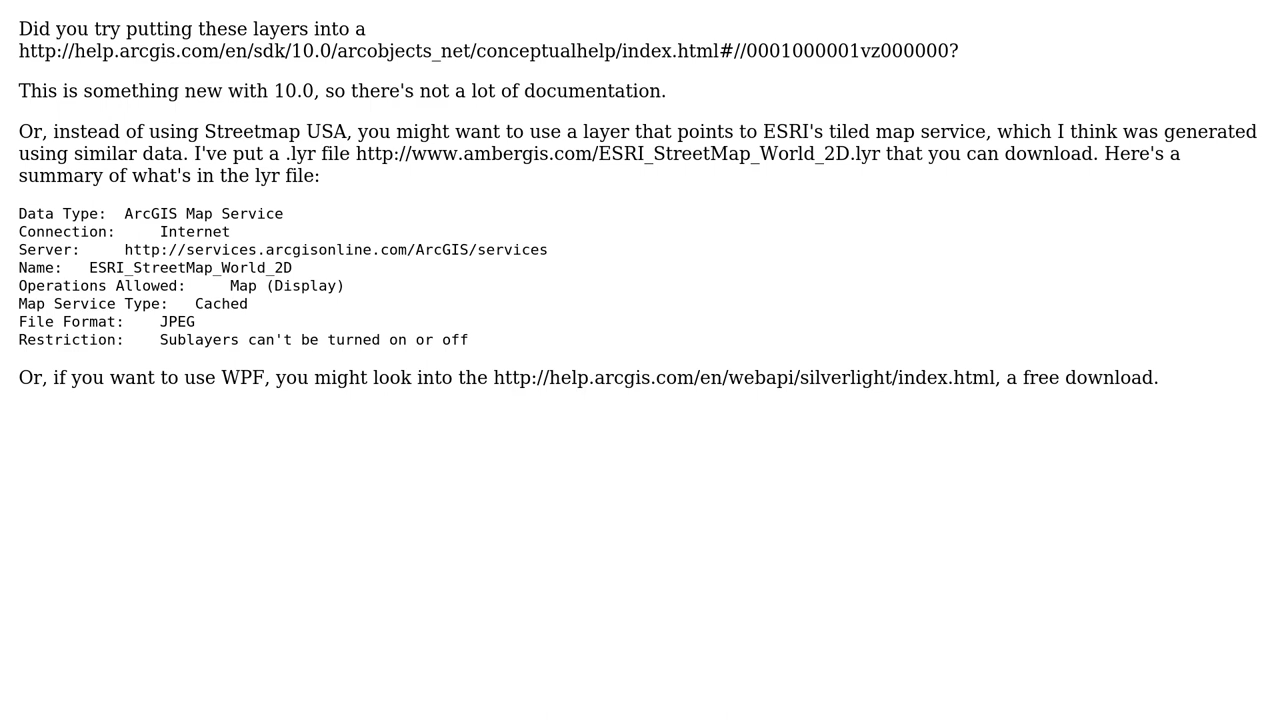 Did you try putting these layers into a
http://help.arcgis.com/en/sdk/10.0/arcobjects_net/conceptualhelp/index.html#//0001000001vz000000?
This is something new with 10.0, so there's not a lot of documentation.
Or, instead of using Streetmap USA, you might want to use a layer that points to ESRI's tiled map service, which I think was generated
using similar data. I've put a .lyr file http://www.ambergis.com/ESRI_StreetMap_World_2D.lyr that you can download. Here's a
summary of what's in the lyr file:
Data Type:  ArcGIS Map Service
Connection:     Internet
Server:     http://services.arcgisonline.com/ArcGIS/services
Name:   ESRI_StreetMap_World_2D
Operations Allowed:     Map (Display)
Map Service Type:   Cached
File Format:    JPEG
Restriction:    Sublayers can't be turned on or off
Or, if you want to use WPF, you might look into the http://help.arcgis.com/en/webapi/silverlight/index.html, a free download.